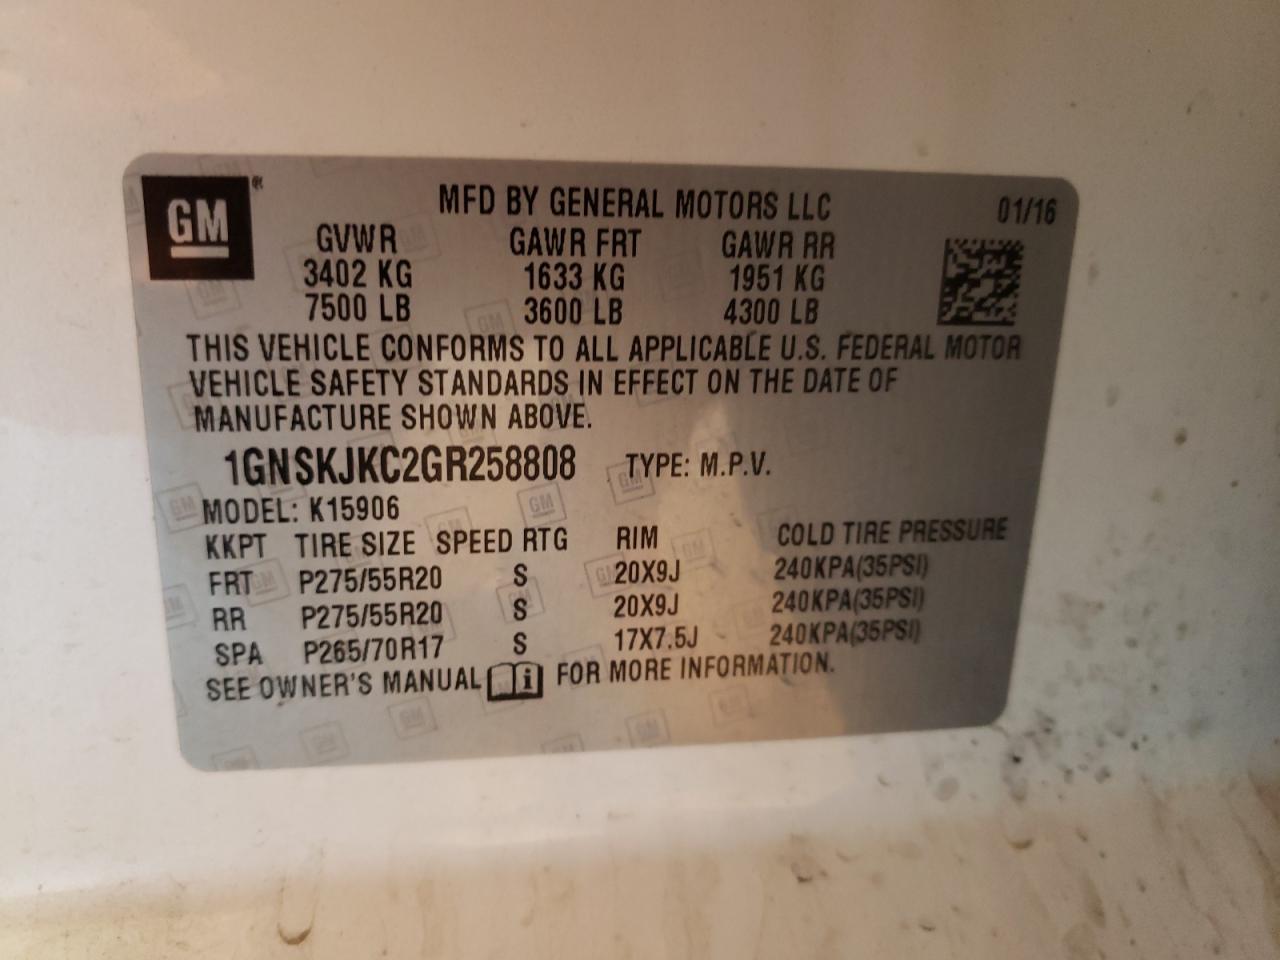 GM®
MFD BY GENERAL MOTORS LLC 01/16
GVWR GAWR FRT GAWR RR
3402 KG 1633 KG 1951 KG
7500 LB 3600 LB 4300 LB
THIS VEHICLE CONFORMS TO ALL APPLICABLE U.S. FEDERAL MOTOR
VEHICLE SAFETY STANDARDS IN EFFECT ON THE DATE OF
MANUFACTURE SHOWN ABOVE.
1GNSKJKC2GR258808 TYPE: M.P.V.
MODEL: K15906
KKPT TIRE SIZE SPEED RTG RIM COLD TIRE PRESSURE
FRT P275/55R20 S 20X9J 240KPA(35PSI)
RR P275/55R20 S 20X9J 240KPA(35PSI)
SPA P265/70R17 S 17X7.5J 240KPA(35PSI)
SEE OWNER'S MANUAL i FOR MORE INFORMATION.